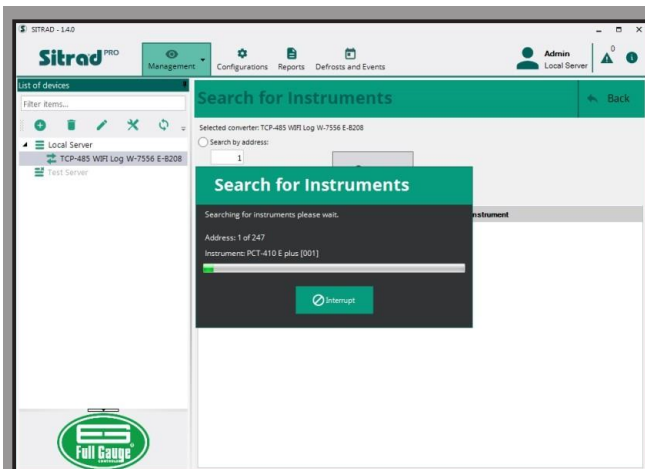 SITRAD - 1.4.0
Sitrad PRO
Management
Configurations
Reports
Defrosts and Events
Admin
Local Server
0
List of devices
Filter items...
Local Server
TCP-485 WIFI Log W-7556 E-8208
Test Server
Search for Instruments
Back
Selected converter: TCP-485 WIFI Log W-7556 E-8208
Search by address:
1
Search for Instruments
Searching for instruments please wait.
Address: 1 of 247
Instrument: PCT-410 E plus [001]
Interrupt
Full Gauge